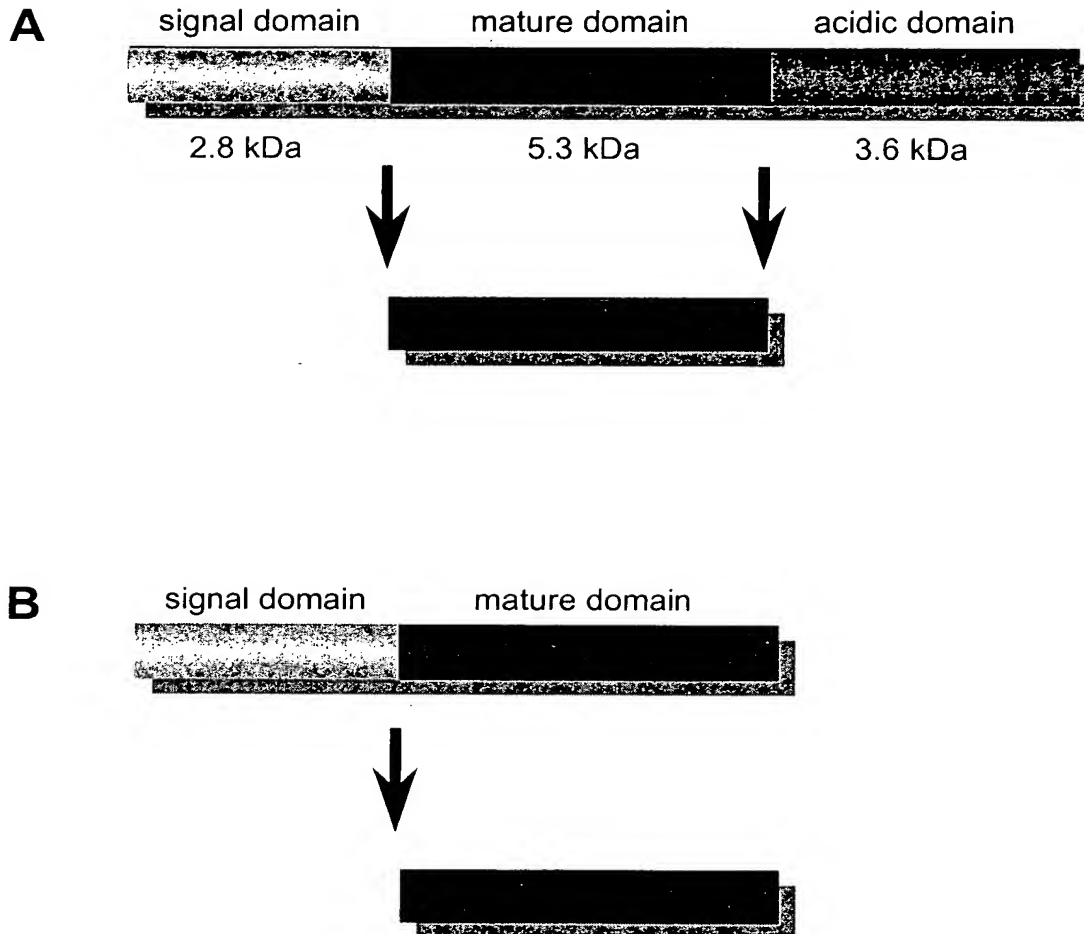 A
signal domain mature domain acidic domain
2.8 kDa 5.3 kDa 3.6 kDa
B
signal domain mature domain